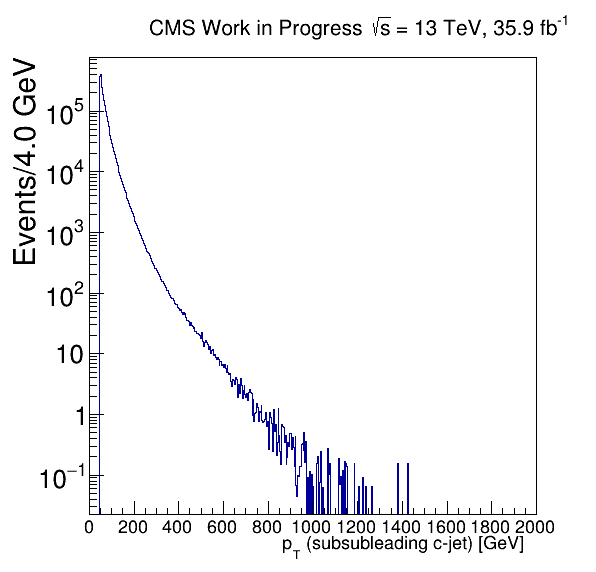 CMS Work in Progress √s = 13 TeV, 35.9 fb⁻¹
Events/4.0 GeV
10⁵
10⁴
10³
10²
10
1
10⁻¹
0 200 400 600 800 1000 1200 1400 1600 1800 2000
p_T (subsubleading c-jet) [GeV]